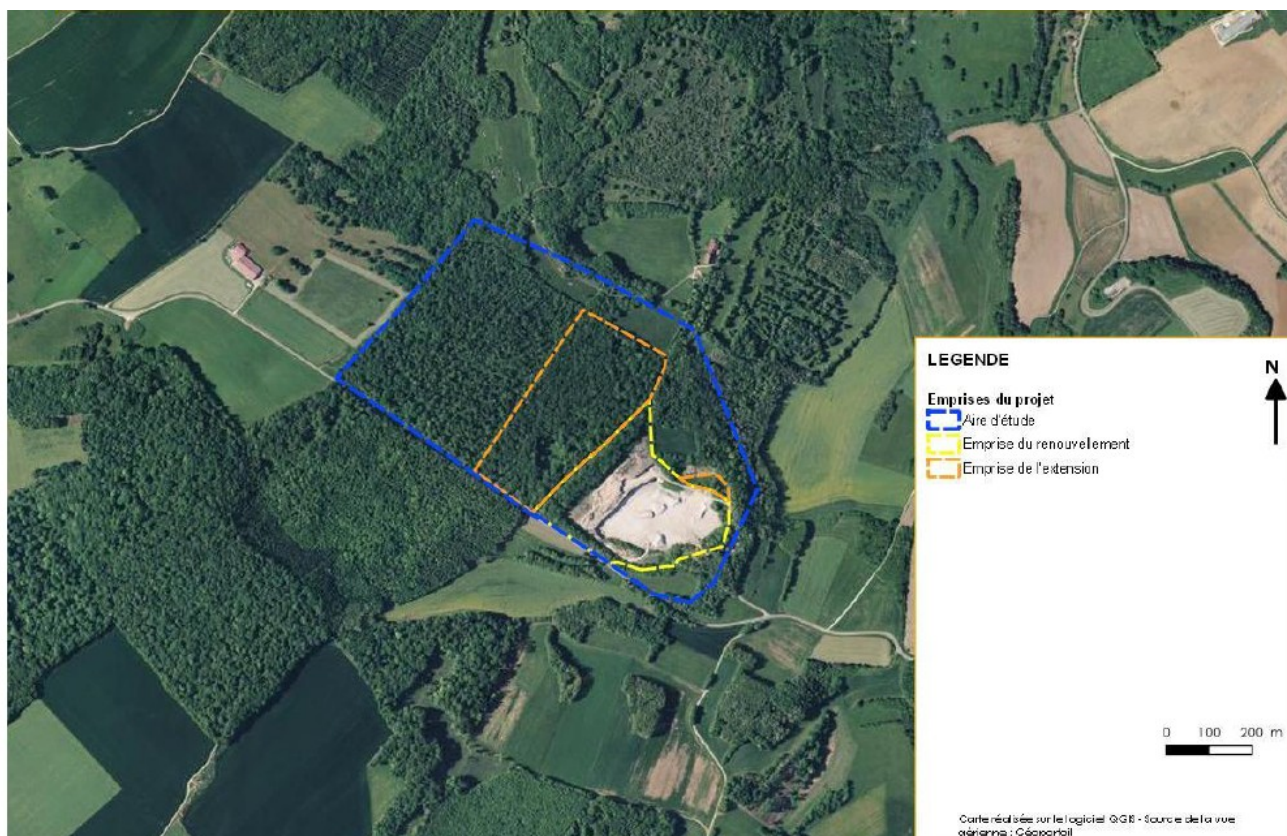 LEGENDE
N
Emprises du projet
Aire d'étude
Emprise du renouvellement
Emprise de l'extension
0 100 200 m
Carte réalisée sur le logiciel QGIS - Source de la vue
aérienne : Géoportail